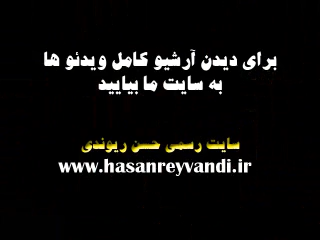 برای دیدن آرشیو کامل ویدئو ها
به سایت ما بیایید
سایت رسمی حسن ریوندی
www.hasanreyvandi.ir